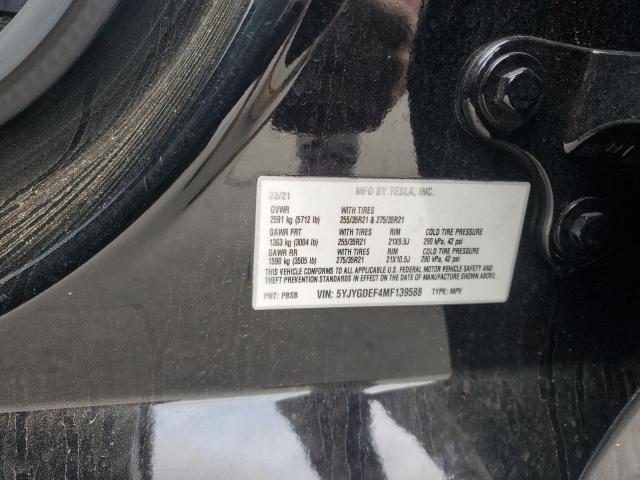 03/21 MFD BY TESLA, INC.
GVWR WITH TIRES
2591 kg (5712 lb) 255/35R21 & 275/35R21
GAWR FRT WITH TIRES RIM COLD TIRE PRESSURE
1363 kg (3004 lb) 255/35R21 21X9.5J 290 kPa, 42 psi
GAWR RR WITH TIRES RIM COLD TIRE PRESSURE
1590 kg (3505 lb) 275/35R21 21X10.5J 290 kPa, 42 psi
THIS VEHICLE CONFORMS TO ALL APPLICABLE U.S. FEDERAL MOTOR VEHICLE SAFETY AND
THEFT PREVENTION STANDARDS IN EFFECT ON THE DATE OF MANUFACTURE SHOWN ABOVE.
PNT: PBSB VIN: 5YJYGDEF4MF139588 TYPE: MPV